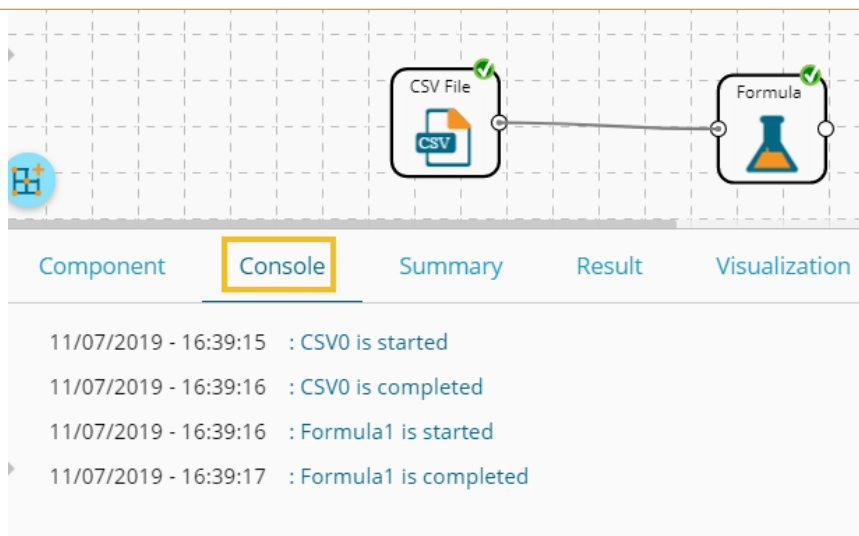 CSV File
CSV
Formula
Component Console Summary Result Visualization
11/07/2019 - 16:39:15 : CSV0 is started
11/07/2019 - 16:39:16 : CSV0 is completed
11/07/2019 - 16:39:16 : Formula1 is started
11/07/2019 - 16:39:17 : Formula1 is completed